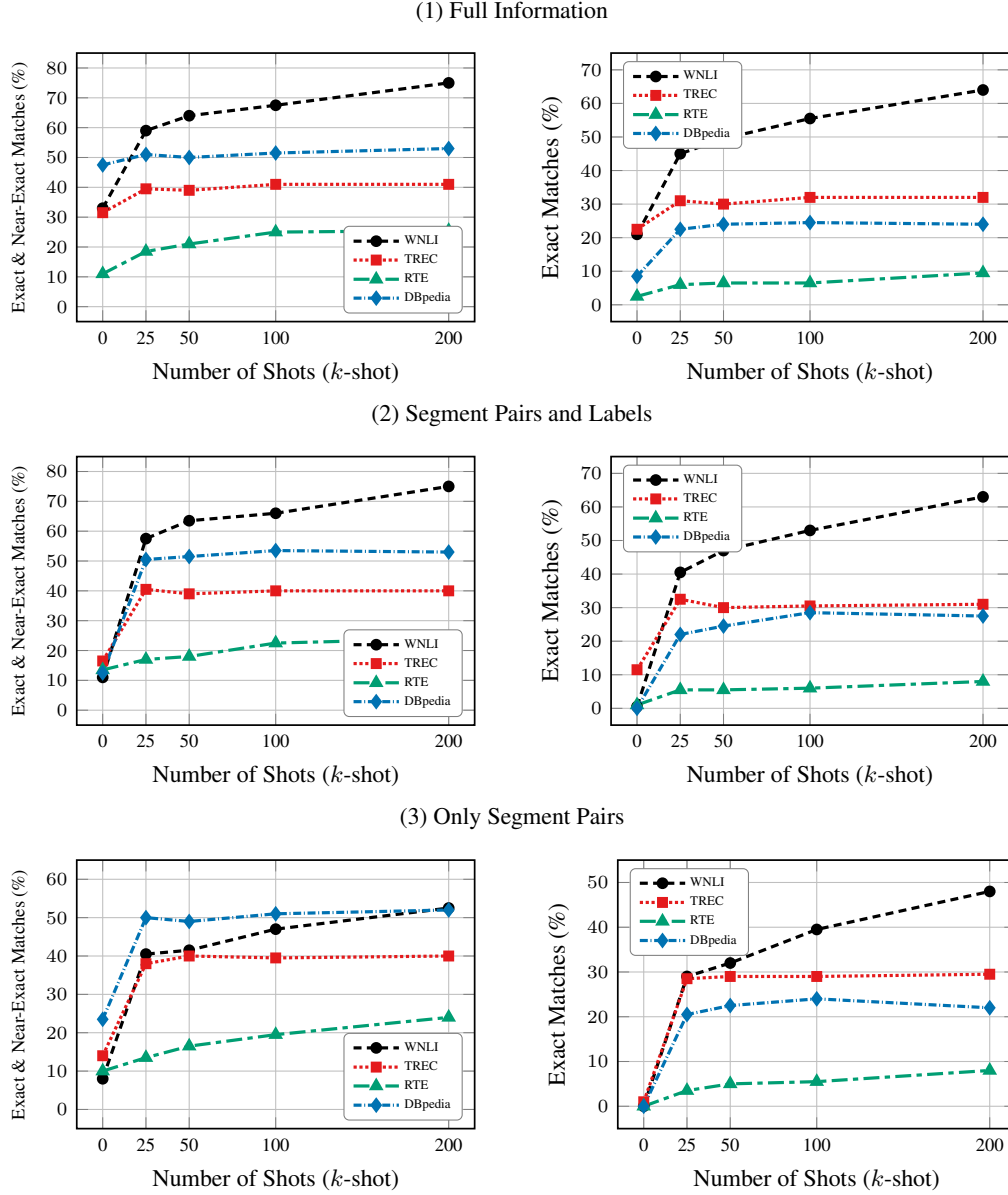 (1) Full Information
Exact & Near-Exact Matches (%)
80
70
60
50
40
30
20
10
0
0 25 50 100 200
Number of Shots (k-shot)
WNLI
TREC
RTE
DBpedia
Exact Matches (%)
70
60
50
40
30
20
10
0
0 25 50 100 200
Number of Shots (k-shot)
WNLI
TREC
RTE
DBpedia
(2) Segment Pairs and Labels
Exact & Near-Exact Matches (%)
80
70
60
50
40
30
20
10
0
0 25 50 100 200
Number of Shots (k-shot)
WNLI
TREC
RTE
DBpedia
Exact Matches (%)
70
60
50
40
30
20
10
0
0 25 50 100 200
Number of Shots (k-shot)
WNLI
TREC
RTE
DBpedia
(3) Only Segment Pairs
Exact & Near-Exact Matches (%)
60
50
40
30
20
10
0
0 25 50 100 200
Number of Shots (k-shot)
WNLI
TREC
RTE
DBpedia
Exact Matches (%)
50
40
30
20
10
0
0 25 50 100 200
Number of Shots (k-shot)
WNLI
TREC
RTE
DBpedia